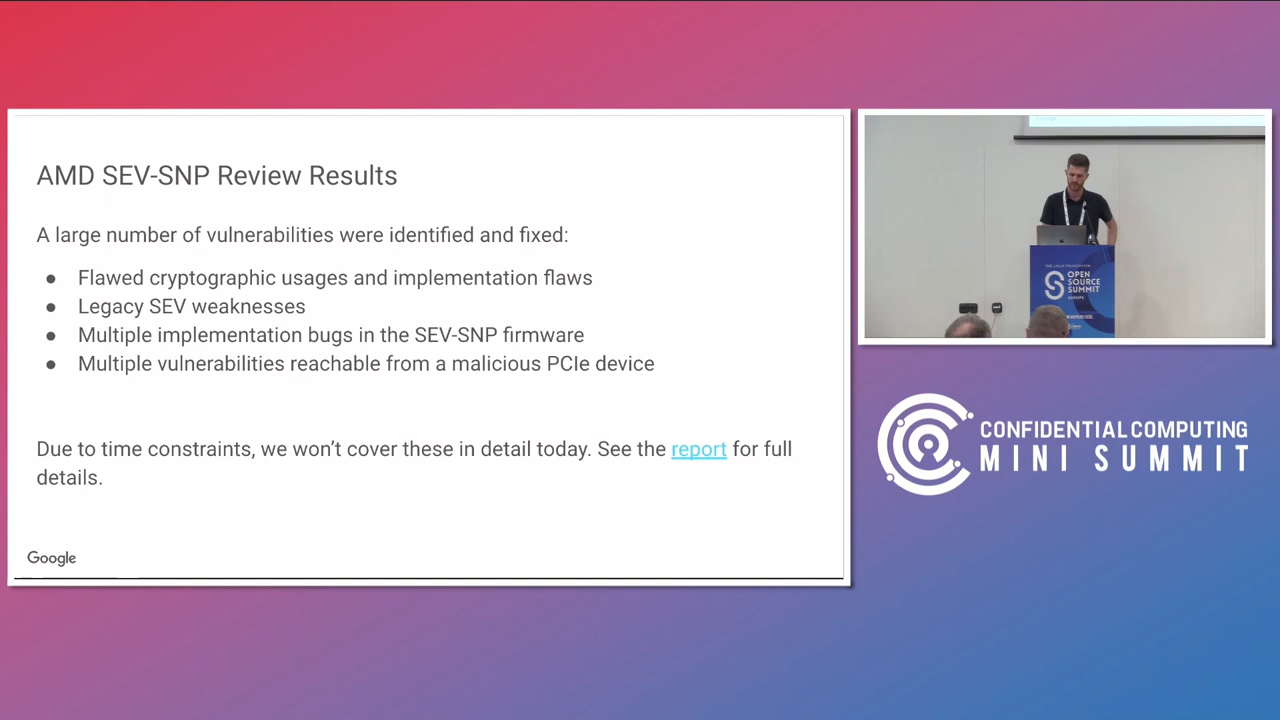 AMD SEV-SNP Review Results
A large number of vulnerabilities were identified and fixed:
● Flawed cryptographic usages and implementation flaws
● Legacy SEV weaknesses
● Multiple implementation bugs in the SEV-SNP firmware
● Multiple vulnerabilities reachable from a malicious PCIe device
Due to time constraints, we won't cover these in detail today. See the report for full
details.
Google
OPEN
SOURCE
SUMMIT
EUROPE
CONFIDENTIAL COMPUTING
MINI SUMMIT